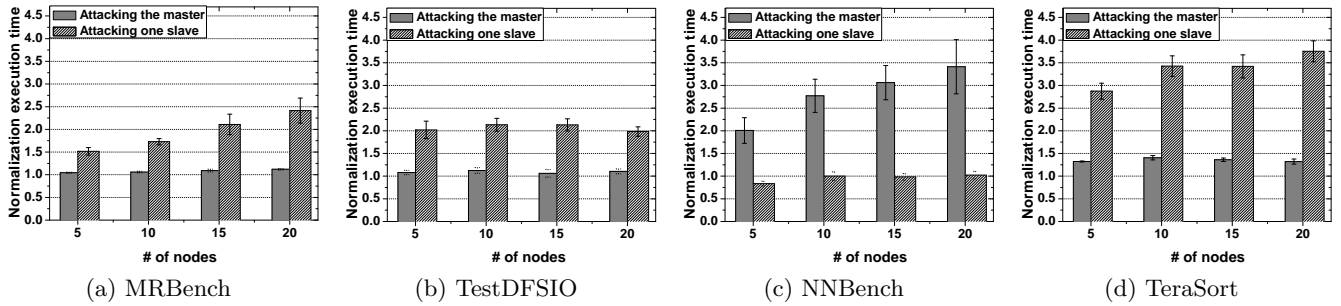 Normalization execution time
4.5
4.0
3.5
3.0
2.5
2.0
1.5
1.0
0.5
0.0
Attacking the master
Attacking one slave
5 10 15 20
# of nodes
(a) MRBench
Normalization execution time
4.5
4.0
3.5
3.0
2.5
2.0
1.5
1.0
0.5
0.0
Attacking the master
Attacking one slave
5 10 15 20
# of nodes
(b) TestDFSIO
Normalization execution time
4.5
4.0
3.5
3.0
2.5
2.0
1.5
1.0
0.5
0.0
Attacking the master
Attacking one slave
5 10 15 20
# of nodes
(c) NNBench
Normalization execution time
4.5
4.0
3.5
3.0
2.5
2.0
1.5
1.0
0.5
0.0
Attacking the master
Attacking one slave
5 10 15 20
# of nodes
(d) TeraSort